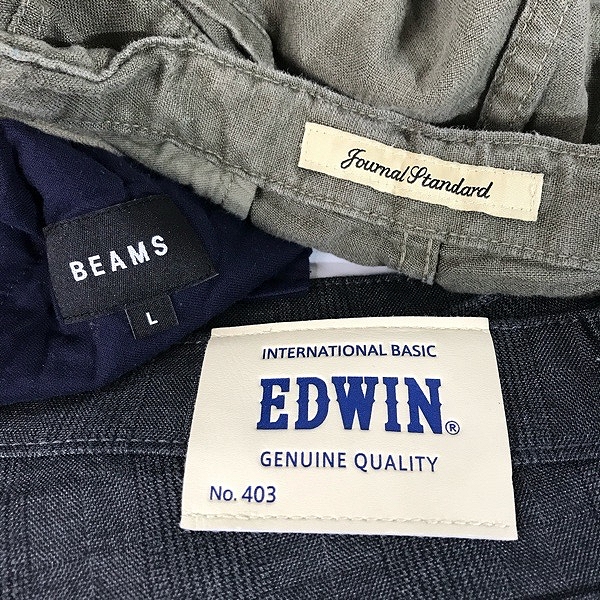 Journal Standard
BEAMS
L
INTERNATIONAL BASIC
EDWIN®
GENUINE QUALITY
No. 403